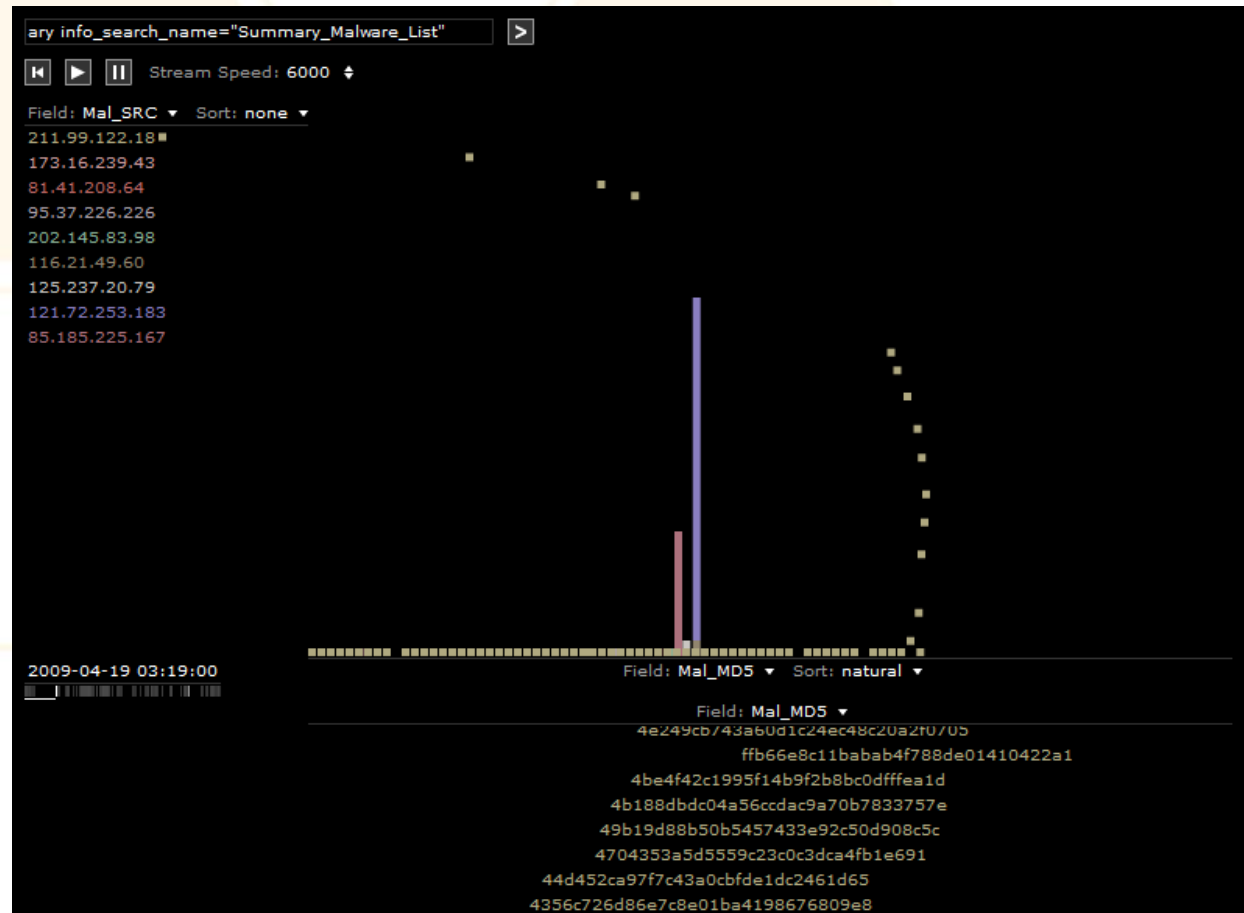 ary info_search_name="Summary_Malware_List" >
Stream Speed: 6000
Field: Mal_SRC Sort: none
211.99.122.18
173.16.239.43
81.41.208.64
95.37.226.226
202.145.83.98
116.21.49.60
125.237.20.79
121.72.253.183
85.185.225.167
2009-04-19 03:19:00
Field: Mal_MD5 Sort: natural
Field: Mal_MD5
4e249cb743a60d1c24ec48c20a2f0705
ffb66e8c11babab4f788de01410422a1
4be4f42c1995f14b9f2b8bc0dfffea1d
4b188dbdc04a56ccdac9a70b7833757e
49b19d88b50b5457433e92c50d908c5c
4704353a5d5559c23c0c3dca4fb1e691
44d452ca97f7c43a0cbfde1dc2461d65
4356c726d86e7c8e01ba4198676809e8